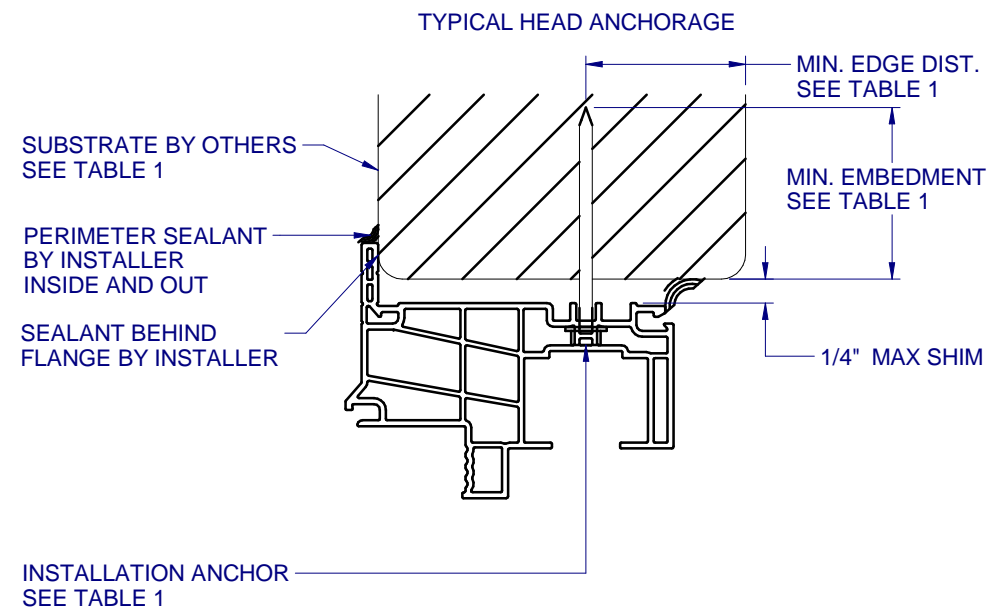 TYPICAL HEAD ANCHORAGE
MIN. EDGE DIST.
SEE TABLE 1
SUBSTRATE BY OTHERS
SEE TABLE 1
MIN. EMBEDMENT
SEE TABLE 1
PERIMETER SEALANT
BY INSTALLER
INSIDE AND OUT
SEALANT BEHIND
FLANGE BY INSTALLER
1/4" MAX SHIM
INSTALLATION ANCHOR
SEE TABLE 1